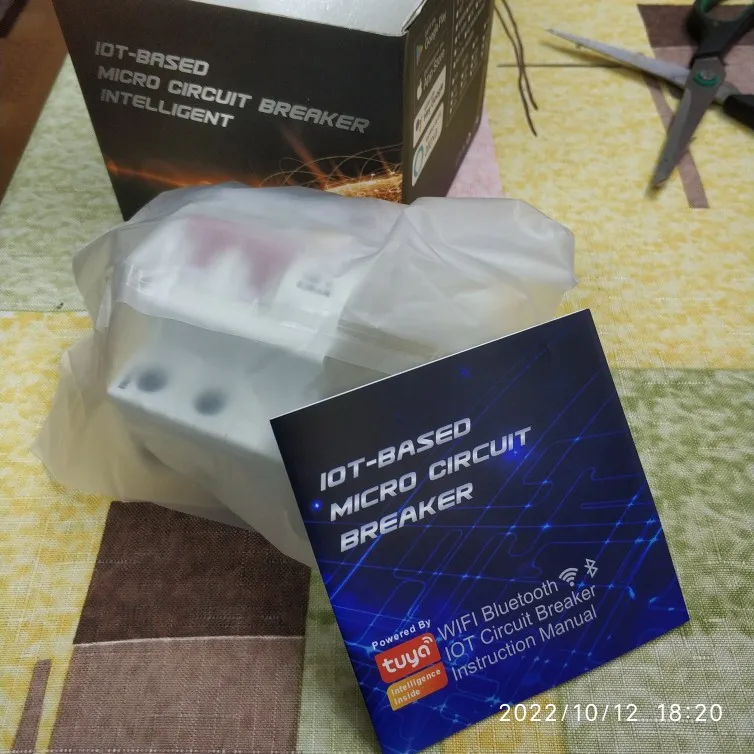 IOT-BASED
MICRO CIRCUIT BREAKER
INTELLIGENT
IOT-BASED
MICRO CIRCUIT
BREAKER
Powered By
tuya
Intelligence
Inside
WIFI Bluetooth
IOT Circuit Breaker
Instruction Manual
2022/10/12 18:20